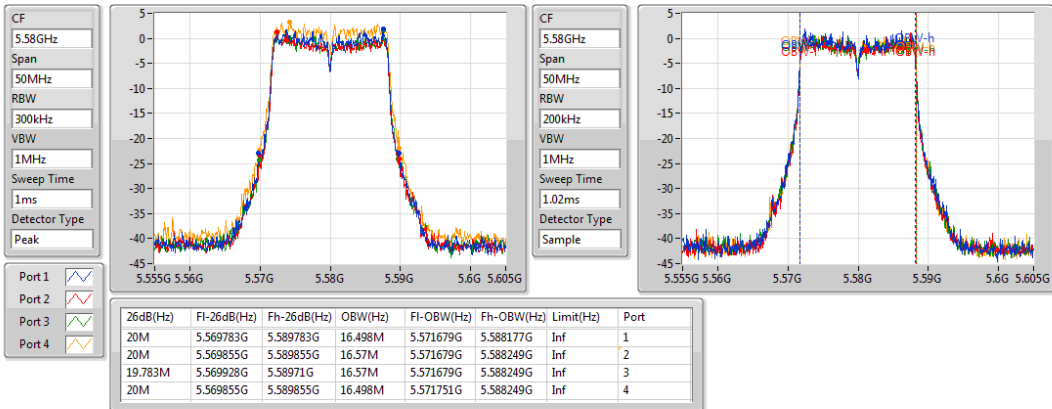 CF
5.58GHz
Span
50MHz
RBW
300kHz
VBW
1MHz
Sweep Time
1ms
Detector Type
Peak
5
0
-5
-10
-15
-20
-25
-30
-35
-40
-45
5.555G 5.56G 5.57G 5.58G 5.59G 5.6G 5.605G
CF
5.58GHz
Span
50MHz
RBW
200kHz
VBW
1MHz
Sweep Time
1.02ms
Detector Type
Sample
5
0
-5
-10
-15
-20
-25
-30
-35
-40
-45
5.555G 5.56G 5.57G 5.58G 5.59G 5.6G 5.605G
Port 1
Port 2
Port 3
Port 4
26dB(Hz) Fl-26dB(Hz) Fh-26dB(Hz) OBW(Hz) Fl-OBW(Hz) Fh-OBW(Hz) Limit(Hz) Port
20M 5.569783G 5.589783G 16.498M 5.571679G 5.588177G Inf 1
20M 5.569855G 5.589855G 16.57M 5.571679G 5.588249G Inf 2
19.783M 5.569928G 5.58971G 16.57M 5.571679G 5.588249G Inf 3
20M 5.569855G 5.589855G 16.498M 5.571751G 5.588249G Inf 4